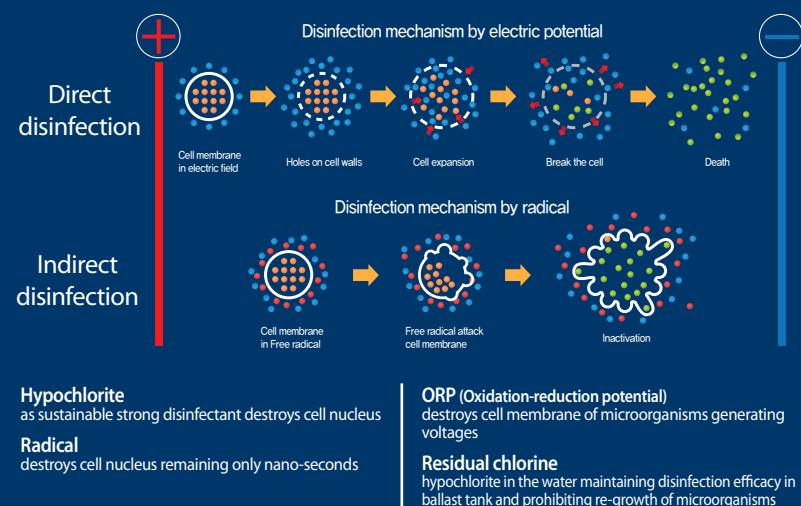 Disinfection mechanism by electric potential
Direct
disinfection
Cell membrane
in electric field
Holes on cell walls
Cell expansion
Break the cell
Death
Disinfection mechanism by radical
Indirect
disinfection
Cell membrane
in Free radical
Free radical attack
cell membrane
Inactivation
Hypochlorite
as sustainable strong disinfectant destroys cell nucleus
Radical
destroys cell nucleus remaining only nano-seconds
ORP (Oxidation-reduction potential)
destroys cell membrane of microorganisms generating
voltages
Residual chlorine
hypochlorite in the water maintaining disinfection efficacy in
ballast tank and prohibiting re-growth of microorganisms